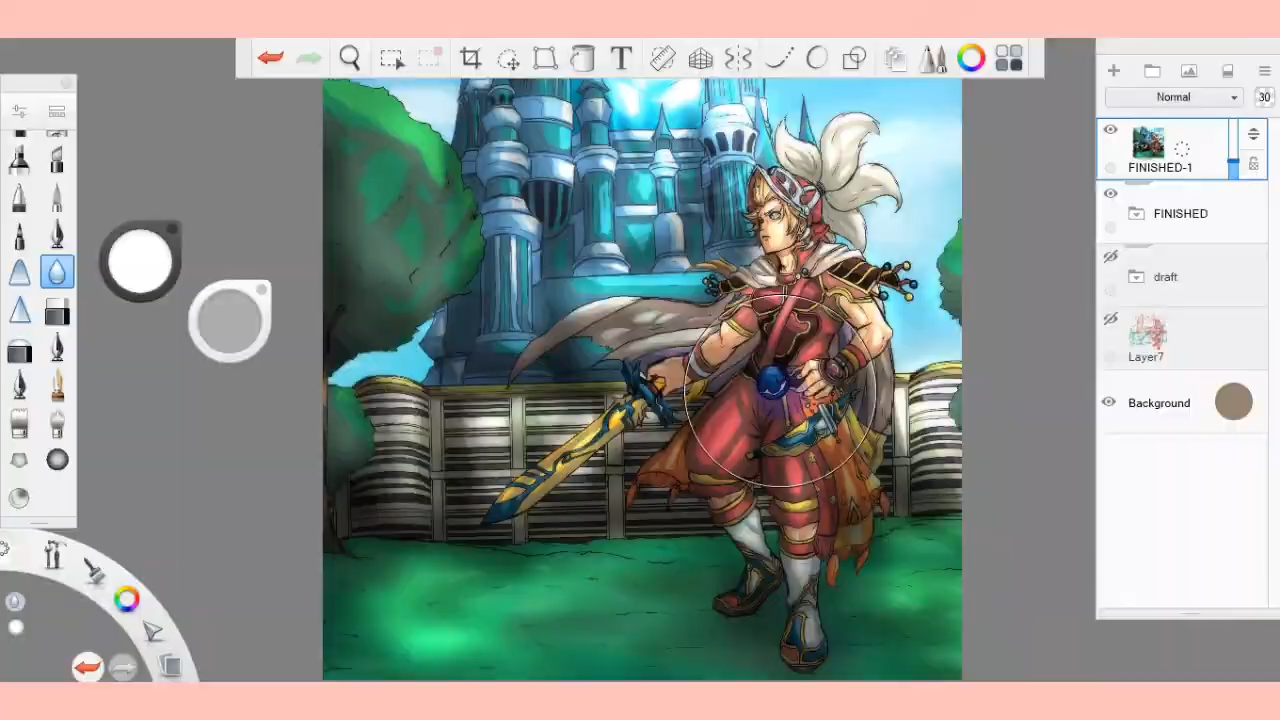 T
Normal
30
FINISHED-1
FINISHED
draft
Layer7
Background